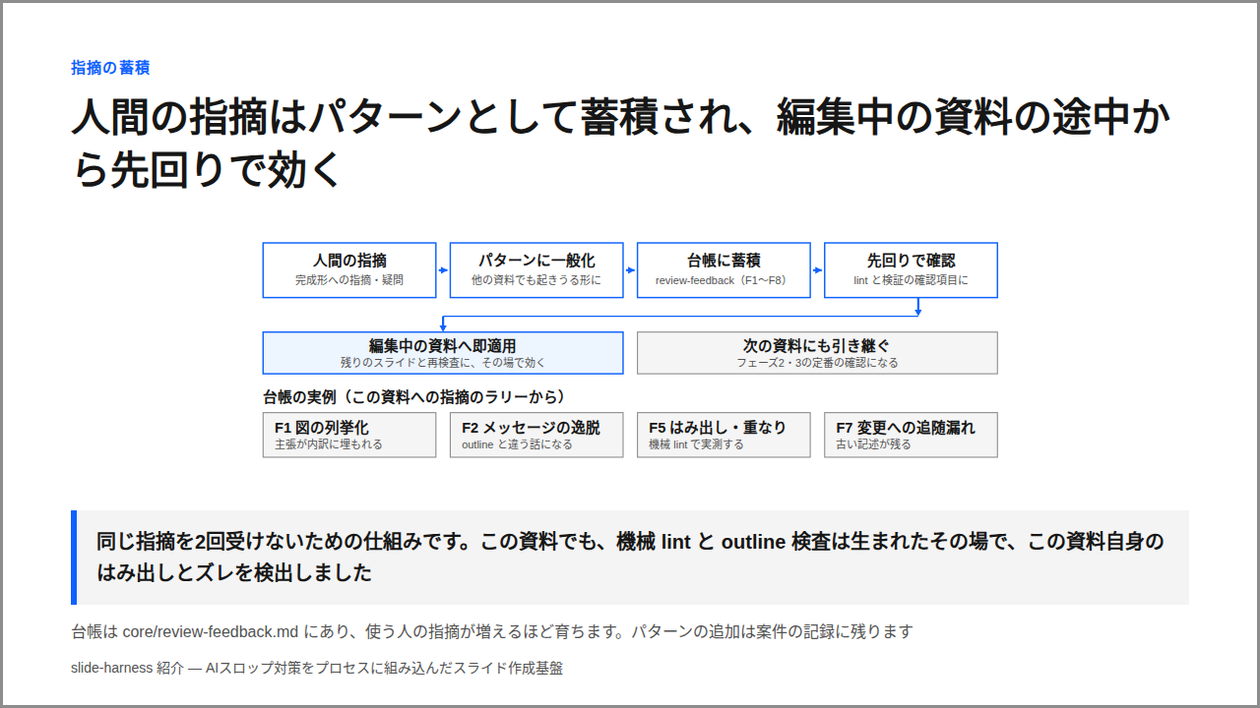 指摘の蓄積
人間の指摘はパターンとして蓄積され、編集中の資料の途中か
ら先回りで効く
人間の指摘
完成形への指摘・疑問
パターンに一般化
他の資料でも起きうる形に
台帳に蓄積
review-feedback（F1〜F8）
先回りで確認
lint と検証の確認項目に
編集中の資料へ即適用
残りのスライドと再検査に、その場で効く
次の資料にも引き継ぐ
フェーズ2・3の定番の確認になる
台帳の実例（この資料への指摘のラリーから）
F1 図の列挙化
主張が内訳に埋もれる
F2 メッセージの逸脱
outline と違う話になる
F5 はみ出し・重なり
機械 lint で実測する
F7 変更への追随漏れ
古い記述が残る
同じ指摘を2回受けないための仕組みです。この資料でも、機械 lint と outline 検査は生まれたその場で、この資料自身の
はみ出しとズレを検出しました
台帳は core/review-feedback.md にあり、使う人の指摘が増えるほど育ちます。パターンの追加は案件の記録に残ります
slide-harness 紹介 — AIスロップ対策をプロセスに組み込んだスライド作成基盤